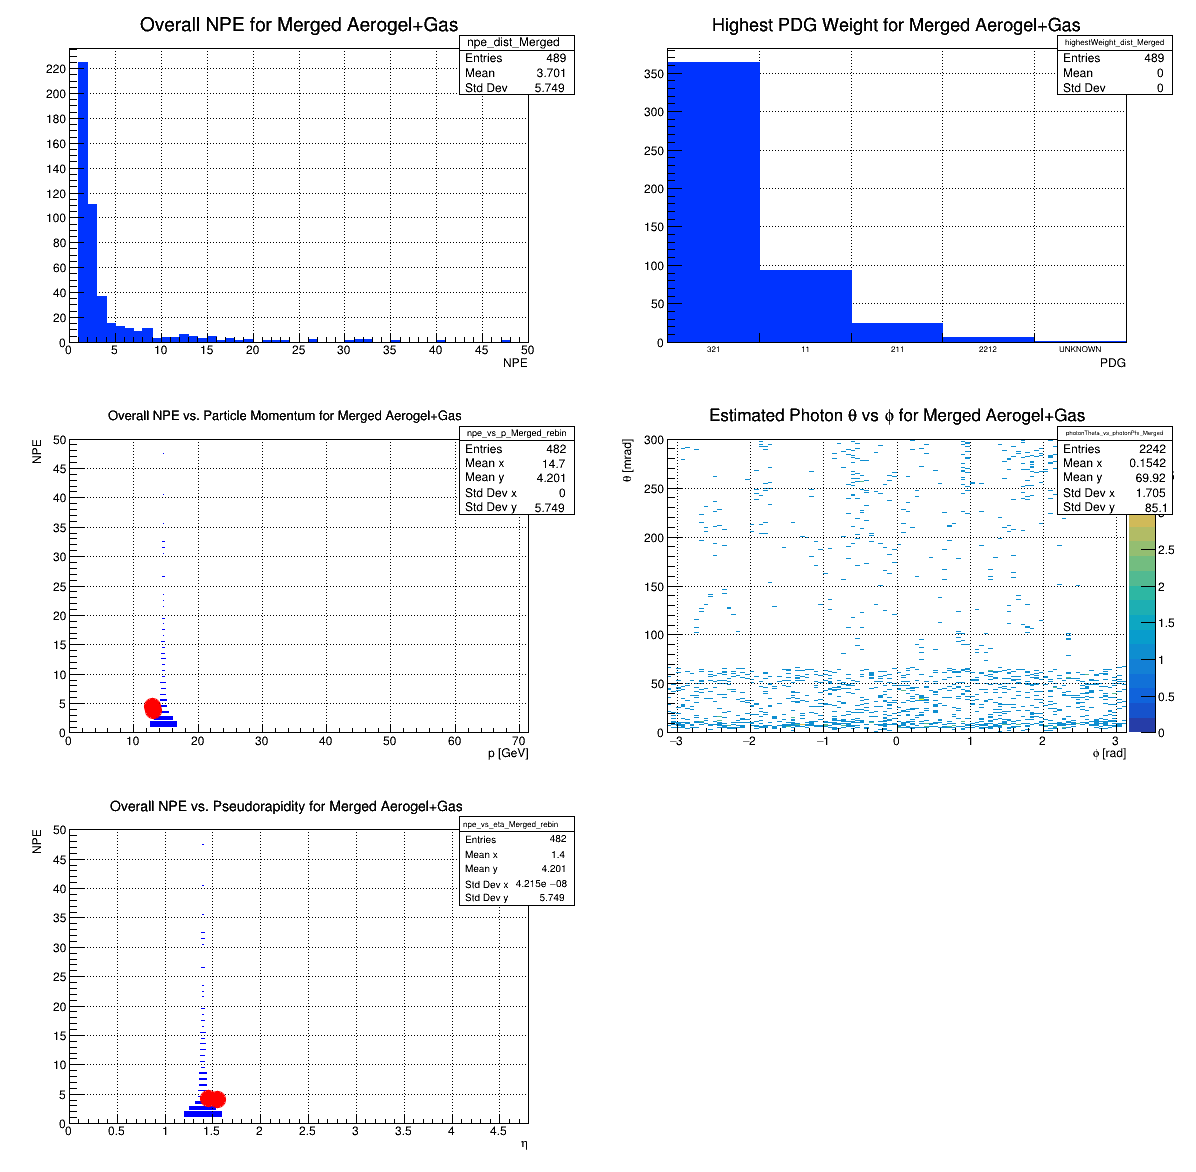 Overall NPE for Merged Aerogel+Gas
npe_dist_Merged
Entries 489
Mean 3.701
Std Dev 5.749
220
200
180
160
140
120
100
80
60
40
20
0
0 5 10 15 20 25 30 35 40 45 50
NPE
Highest PDG Weight for Merged Aerogel+Gas
highestWeight_dist_Merged
Entries 489
Mean 0
Std Dev 0
350
300
250
200
150
100
50
0
321 11 211 2212 UNKNOWN
PDG
Overall NPE vs. Particle Momentum for Merged Aerogel+Gas
npe_vs_p_Merged_rebin
Entries 482
Mean x 14.7
Mean y 4.201
Std Dev x 0
Std Dev y 5.749
NPE
50
45
40
35
30
25
20
15
10
5
0
0 10 20 30 40 50 60 70
p [GeV]
Estimated Photon θ vs ϕ for Merged Aerogel+Gas
photonTheta_vs_photonPhi_Merged
Entries 2242
Mean x 0.1542
Mean y 69.92
Std Dev x 1.705
Std Dev y 85.1
θ [mrad]
300
250
200
150
100
50
0
−3 −2 −1 0 1 2 3
ϕ [rad]
2.5
2
1.5
1
0.5
0
Overall NPE vs. Pseudorapidity for Merged Aerogel+Gas
npe_vs_eta_Merged_rebin
Entries 482
Mean x 1.4
Mean y 4.201
Std Dev x 4.215e −08
Std Dev y 5.749
NPE
50
45
40
35
30
25
20
15
10
5
0
0 0.5 1 1.5 2 2.5 3 3.5 4 4.5
η